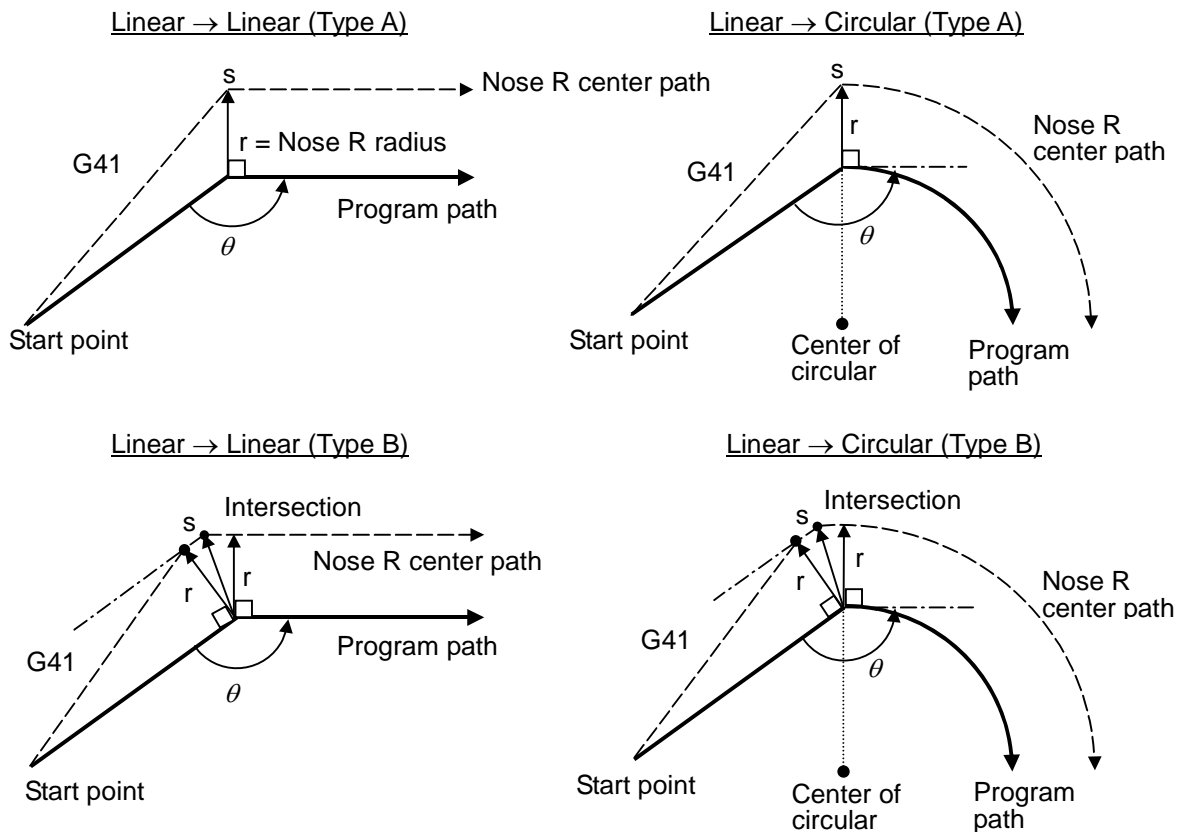 Linear → Linear (Type A)
s
Nose R center path
r = Nose R radius
G41
Program path
θ
Start point
Linear → Circular (Type A)
s
r
Nose R
center path
G41
θ
Start point
Center of
circular
Program
path
Linear → Linear (Type B)
Intersection
s
Nose R center path
r
r
G41
Program path
θ
Start point
Linear → Circular (Type B)
Intersection
s
r
r
Nose R
center path
G41
θ
Start point
Center of
circular
Program
path